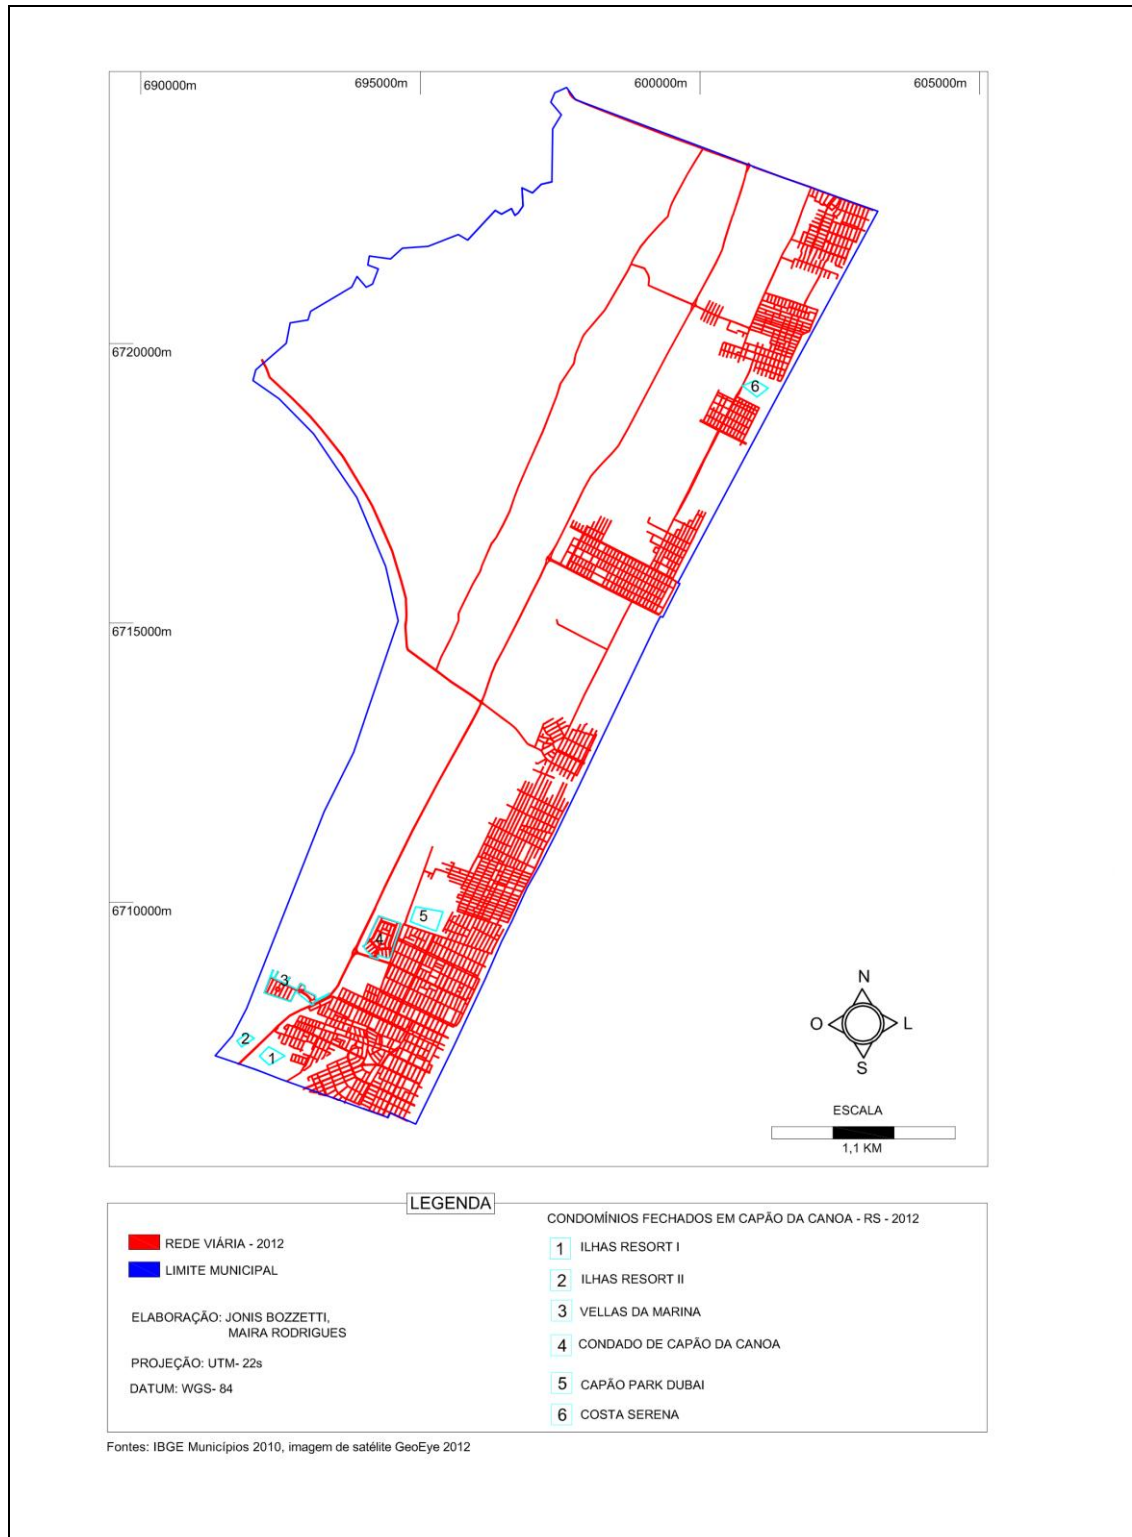 690000m 695000m 600000m 605000m
6720000m
6
6715000m
6710000m
5
4
3
2
1
N
O L
S
ESCALA
1,1 KM
LEGENDA
REDE VIÁRIA - 2012
LIMITE MUNICIPAL
ELABORAÇÃO: JONIS BOZZETTI,
MAIRA RODRIGUES
PROJEÇÃO: UTM- 22s
DATUM: WGS- 84
CONDOMÍNIOS FECHADOS EM CAPÃO DA CANOA - RS - 2012
1 ILHAS RESORT I
2 ILHAS RESORT II
3 VELLAS DA MARINA
4 CONDADO DE CAPÃO DA CANOA
5 CAPÃO PARK DUBAI
6 COSTA SERENA
Fontes: IBGE Municípios 2010, imagem de satélite GeoEye 2012